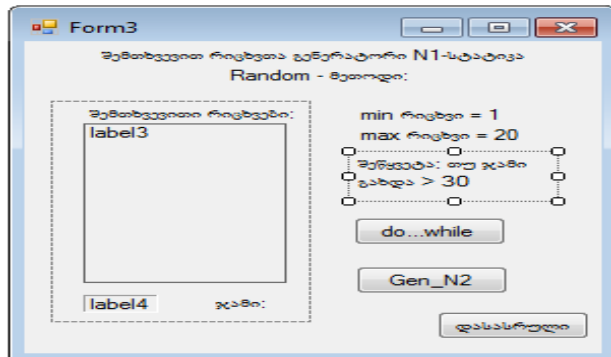 Form3
შემთხვევით რიცხვთა გენერატორი N1-სტატიკა
Random - მეთოდი:
შემთხვევითი რიცხვები:
label3
min რიცხვი = 1
max რიცხვი = 20
შეწყვეტა: თუ ჯამი
გახდა > 30
do...while
Gen_N2
label4 ჯამი:
დასასრული